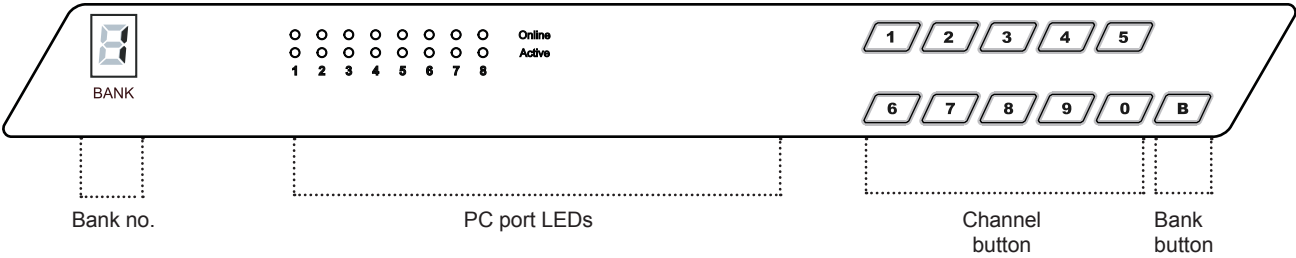 1
BANK
Online
Active
1 2 3 4 5 6 7 8
1 2 3 4 5
6 7 8 9 0 B
Bank no.
PC port LEDs
Channel
button
Bank
button